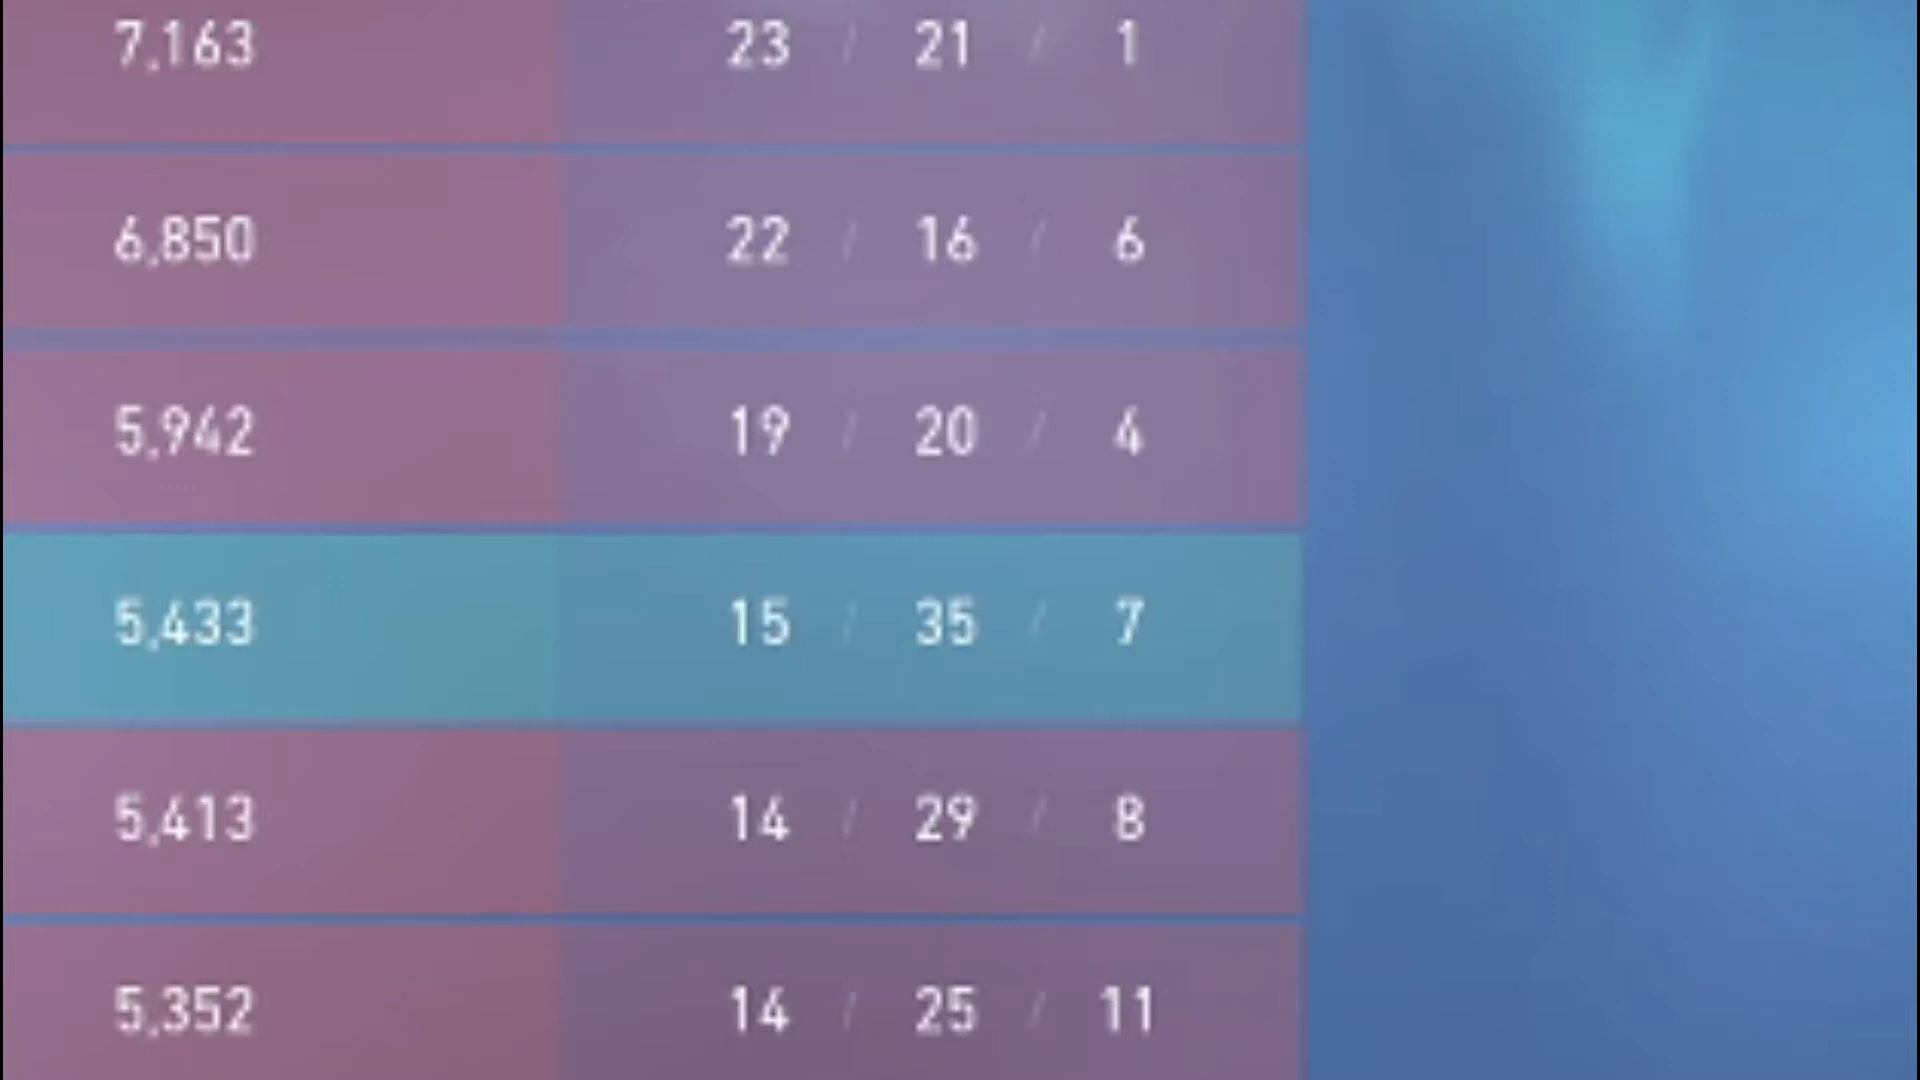 7,163 23 / 21 / 1
6,850 22 / 16 / 6
5,942 19 / 20 / 4
5,433 15 / 35 / 7
5,413 14 / 29 / 8
5,352 14 / 25 / 11